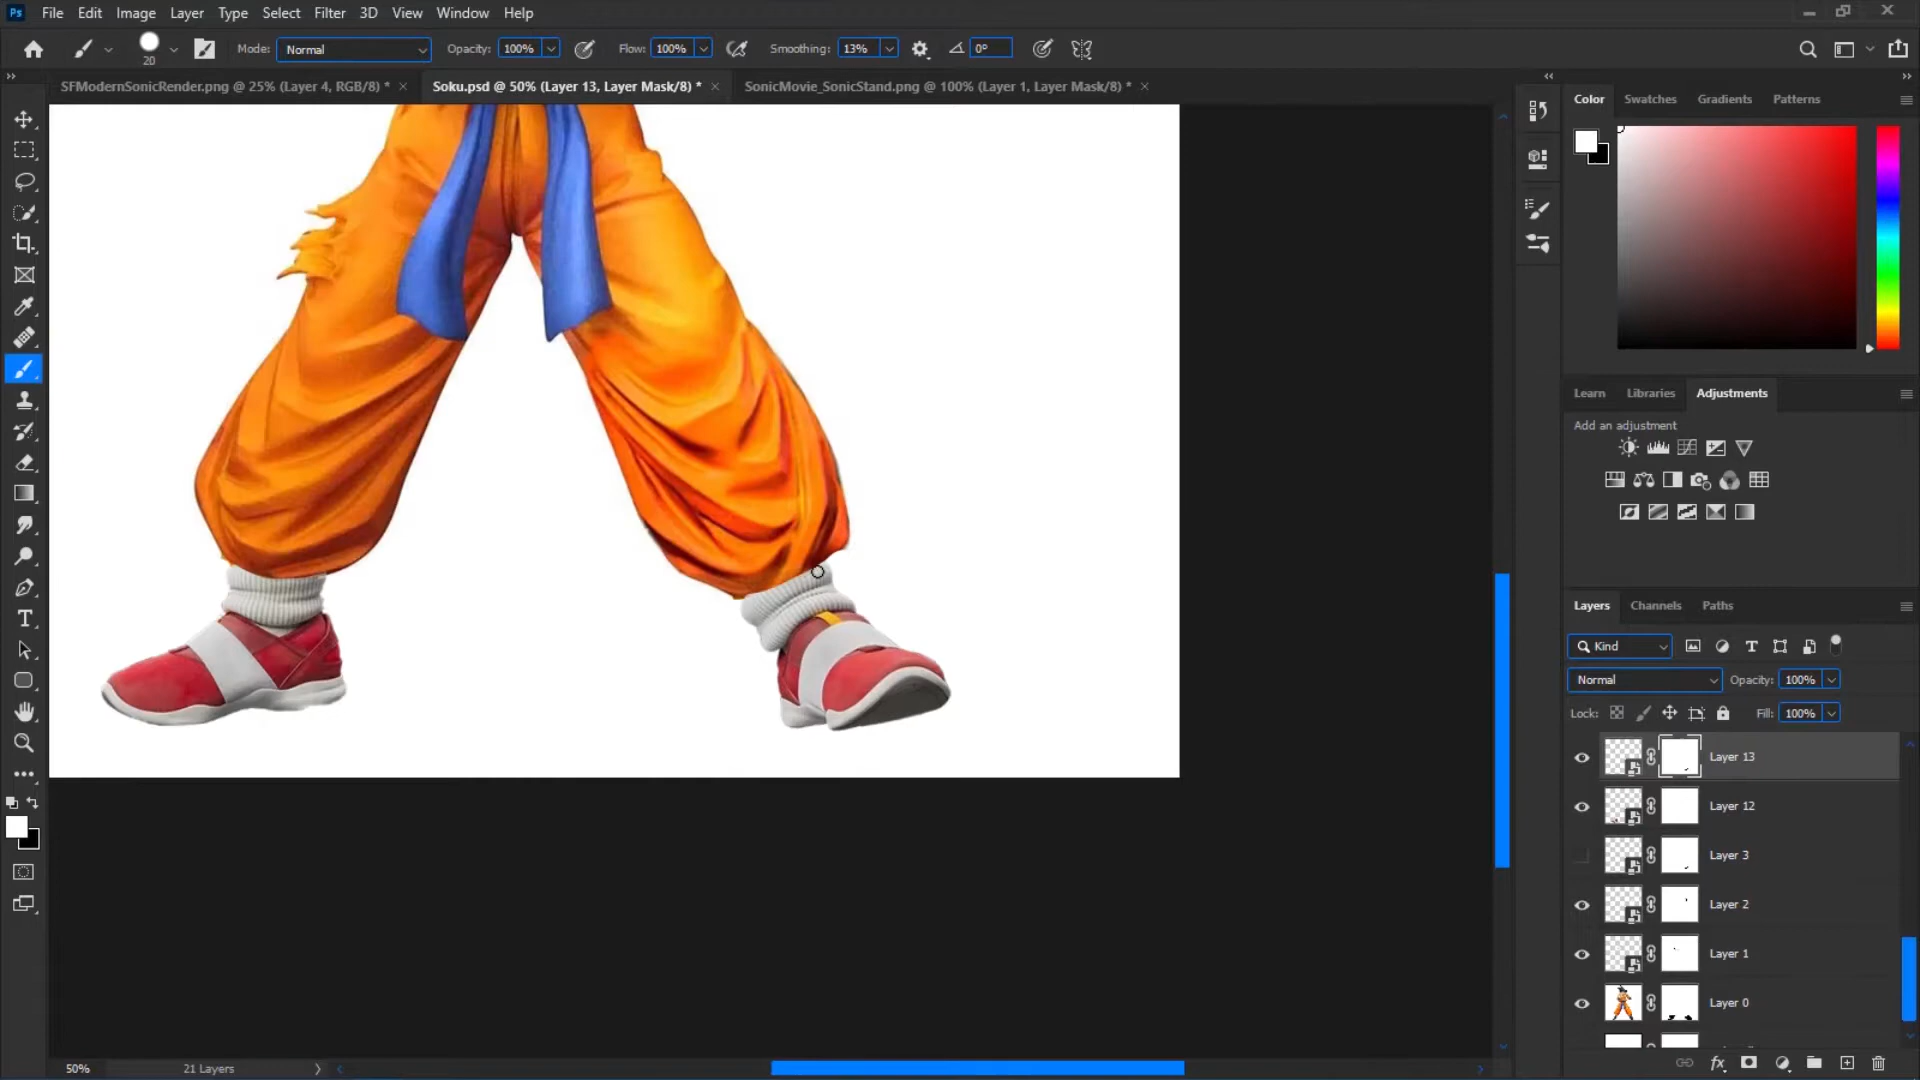 Ps File Edit Image Layer Type Select Filter 3D View Window Help
20 Mode: Normal Opacity: 100% Flow: 100% Smoothing: 13% 0°
SFModernSonicRender.png @ 25% (Layer 4, RGB/8) * × Soku.psd @ 50% (Layer 13, Layer Mask/8) * × SonicMovie_SonicStand.png @ 100% (Layer 1, Layer Mask/8) * ×
Color Swatches Gradients Patterns
Learn Libraries Adjustments
Add an adjustment
Layers Channels Paths
Kind
Normal Opacity: 100%
Lock: Fill: 100%
Layer 13
Layer 12
Layer 3
Layer 2
Layer 1
Layer 0
50% 21 Layers
fx